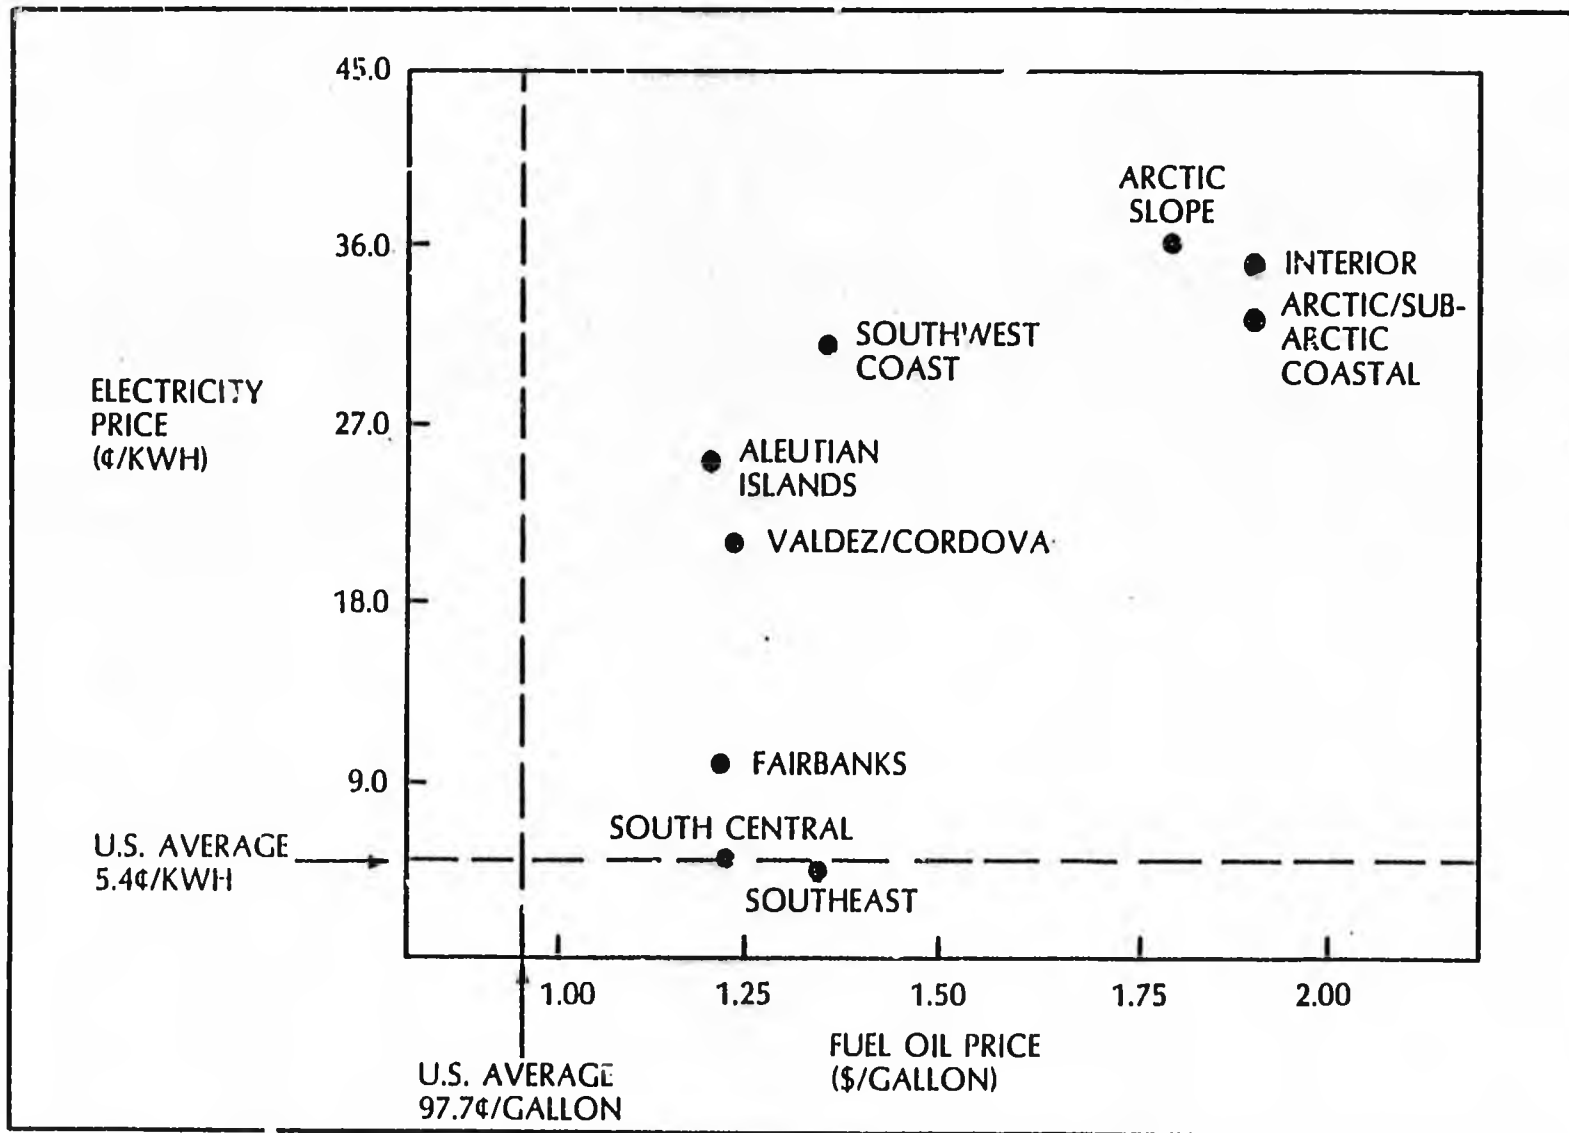 45.0
ARCTIC
SLOPE
36.0
INTERIOR
ARCTIC/SUB-
ARCTIC
COASTAL
SOUTHWEST
COAST
ELECTRICITY
PRICE
(¢/KWH)
27.0
ALEUTIAN
ISLANDS
VALDEZ/CORDOVA
18.0
FAIRBANKS
9.0
SOUTH CENTRAL
U.S. AVERAGE
5.4¢/KWH
SOUTHEAST
1.00 1.25 1.50 1.75 2.00
FUEL OIL PRICE
($/GALLON)
U.S. AVERAGE
97.7¢/GALLON